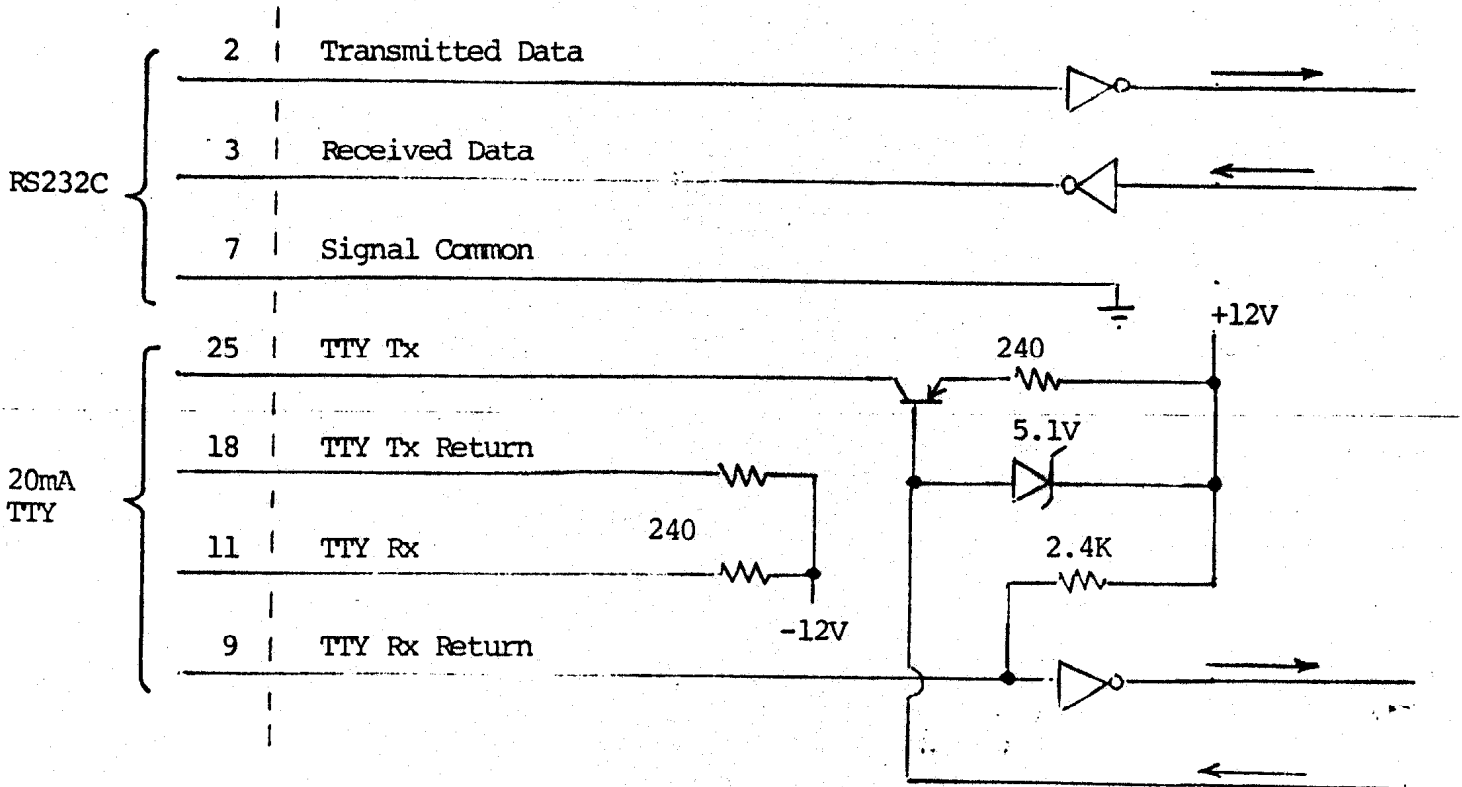 2 Transmitted Data
3 Received Data
RS232C
7 Signal Common
+12V
25 TTY Tx
240
18 TTY Tx Return
5.1V
20mA
TTY
240
11 TTY Rx
2.4K
-12V
9 TTY Rx Return